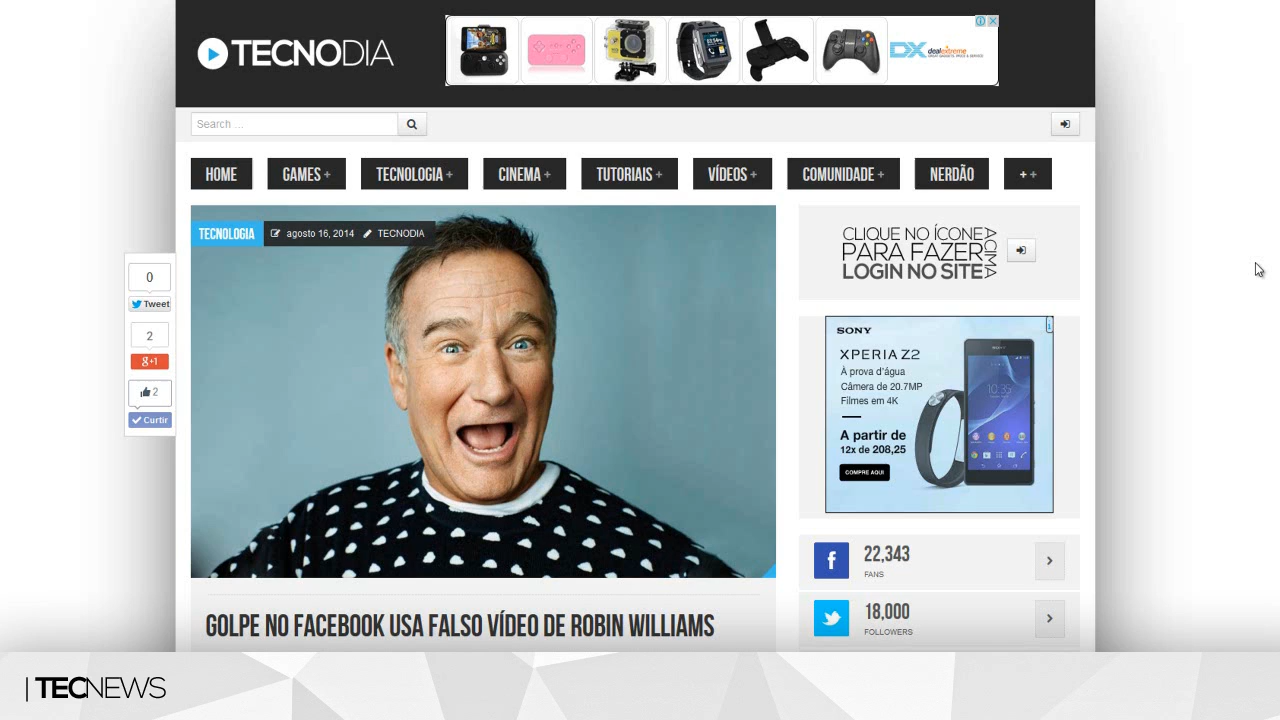 TECNODIA
DX dealextreme
Search ...
HOME
GAMES +
TECNOLOGIA +
CINEMA +
TUTORIAIS +
VÍDEOS +
COMUNIDADE +
NERDÃO
+ +
TECNOLOGIA
agosto 16, 2014
TECNODIA
CLIQUE NO ÍCONE
PARA FAZER
LOGIN NO SITE
ACIMA
0
Tweet
2
g+1
2
Curtir
SONY
XPERIA Z2
À prova d'água
Câmera de 20.7MP
Filmes em 4K
A partir de
12x de 208,25
COMPRE AQUI
22,343
FANS
18,000
FOLLOWERS
GOLPE NO FACEBOOK USA FALSO VÍDEO DE ROBIN WILLIAMS
| TECNEWS